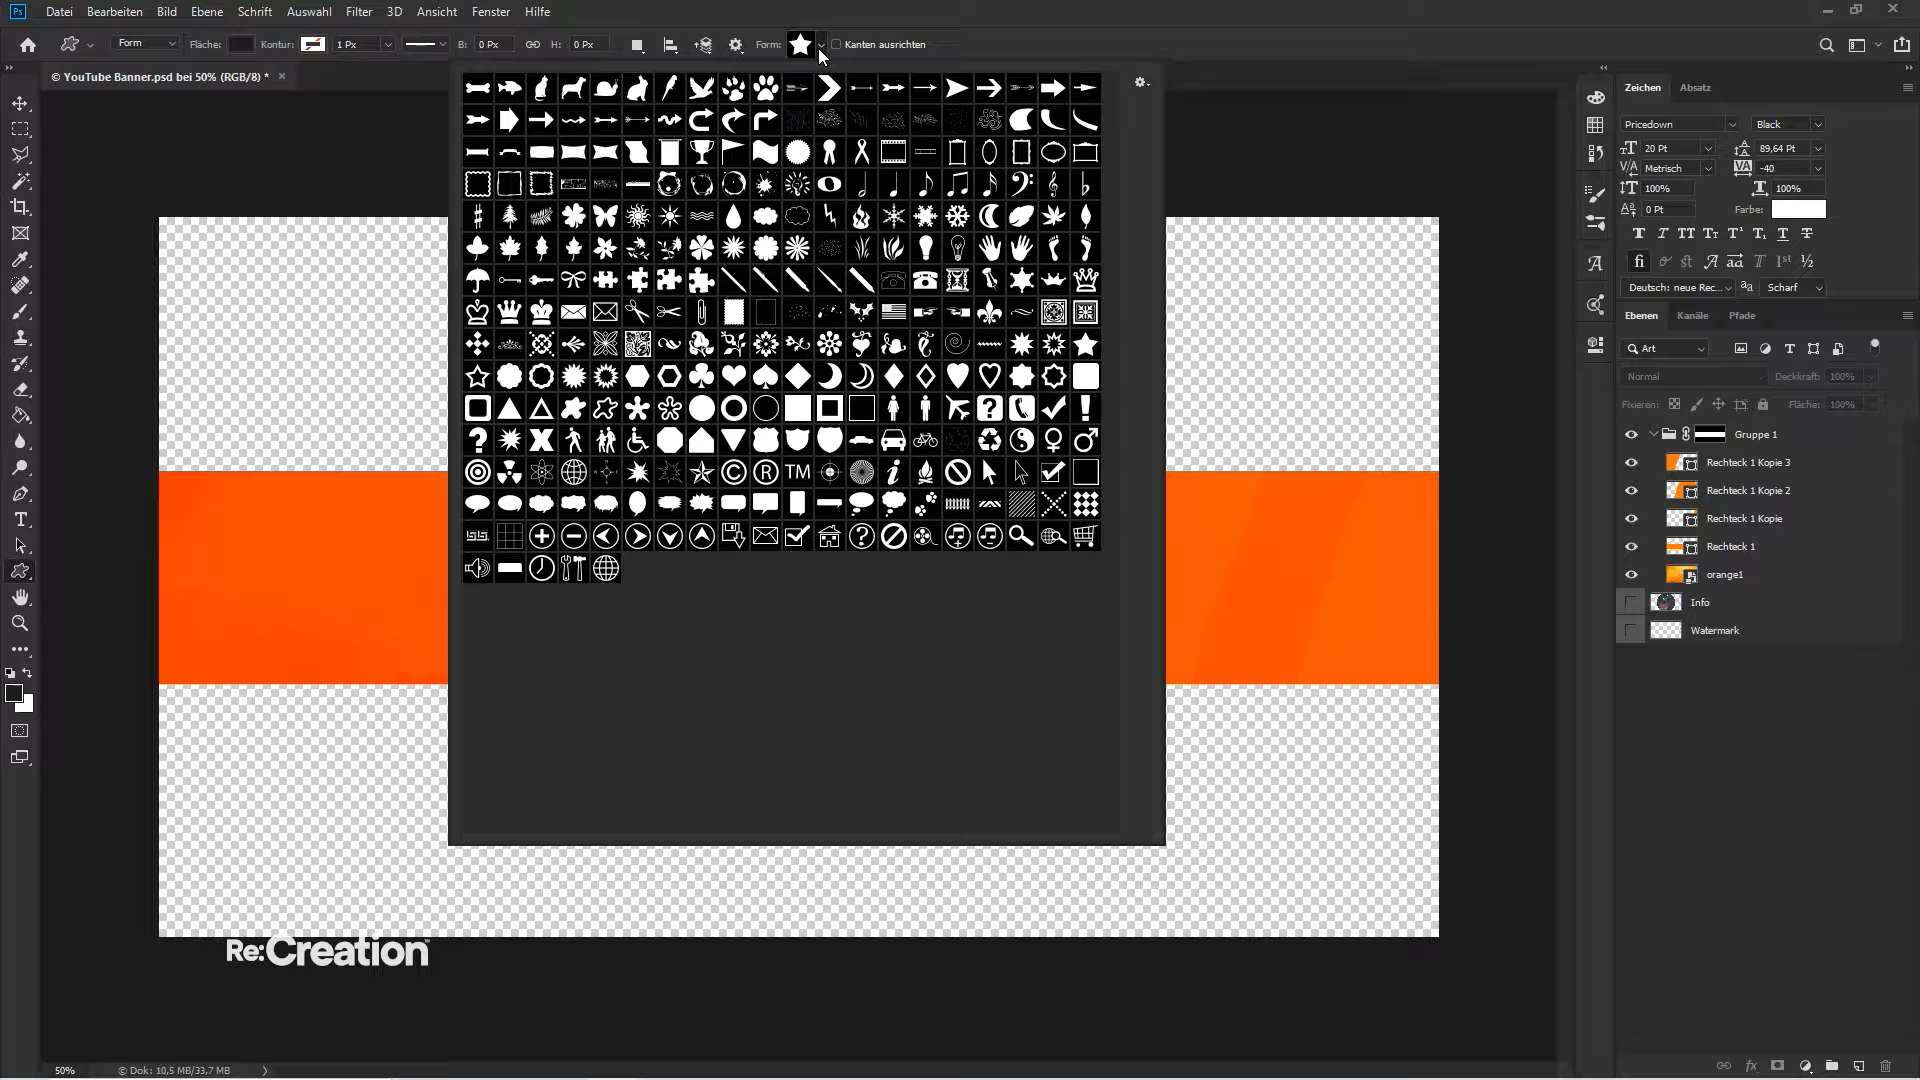 Ps Datei Bearbeiten Bild Ebene Schrift Auswahl Filter 3D Ansicht Fenster Hilfe
Form Fläche: Kontur: 1 Px B: 0 Px H: 0 Px Form: Kanten ausrichten
© YouTube Banner.psd bei 50% (RGB/8) *
Zeichen Absatz
Pricedown Black
20 Pt 89,64 Pt
Metrisch -40
100% 100%
0 Pt Farbe:
Deutsch: neue Rec... Scharf
Ebenen Kanäle Pfade
Art
Normal Deckkraft: 100%
Fixieren: Fläche: 100%
Gruppe 1
Rechteck 1 Kopie 3
Rechteck 1 Kopie 2
Rechteck 1 Kopie
Rechteck 1
orange1
Info
Watermark
TM
Re:Creation
50% © Dok: 10,5 MB/33,7 MB